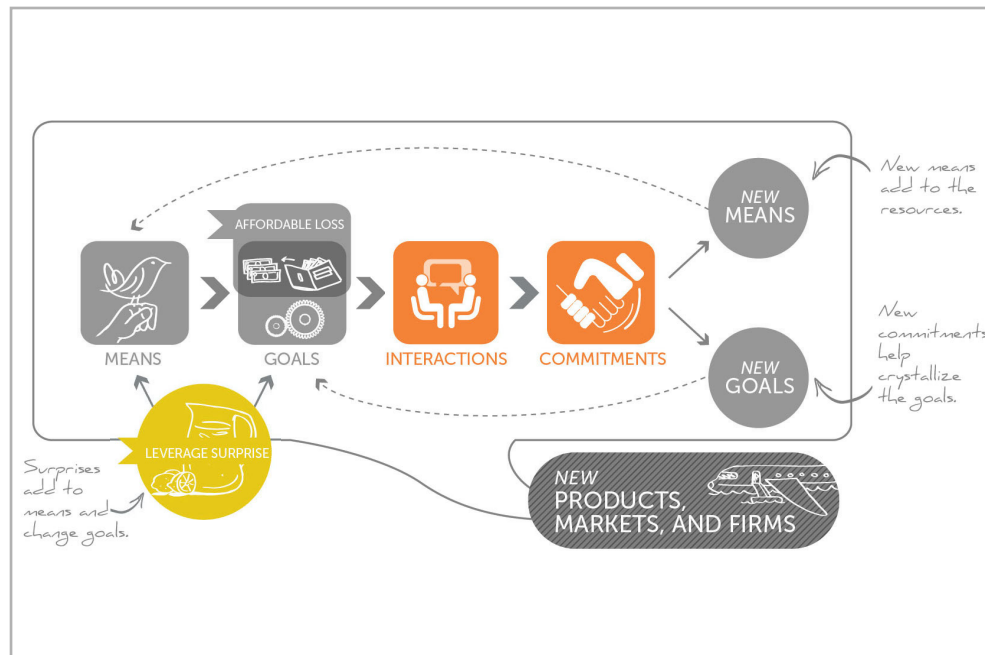 NEW
MEANS
New means
add to the
resources.
AFFORDABLE LOSS
MEANS
GOALS
INTERACTIONS
COMMITMENTS
NEW
GOALS
New
commitments
help
crystallize
the goals.
LEVERAGE SURPRISE
Surprises
add to
means and
change goals.
NEW
PRODUCTS,
MARKETS, AND FIRMS